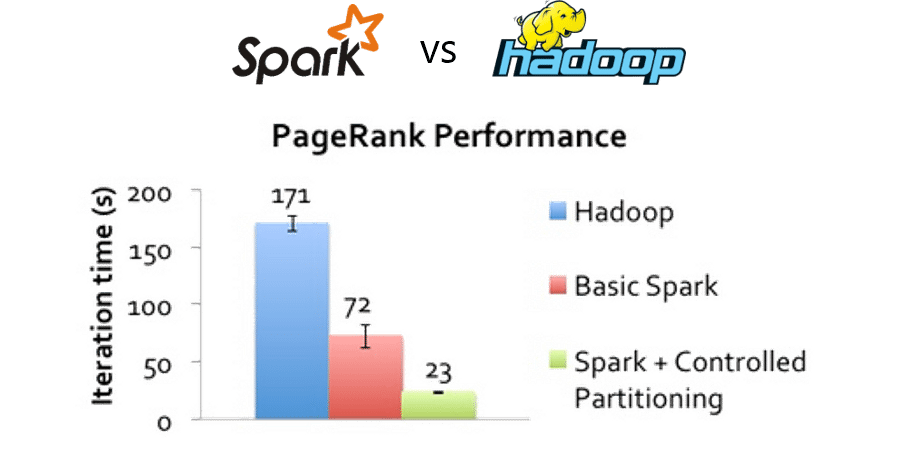 Spark vs hadoop
PageRank Performance
Iteration time (s)
200
150
100
50
0
171
72
23
Hadoop
Basic Spark
Spark + Controlled
Partitioning